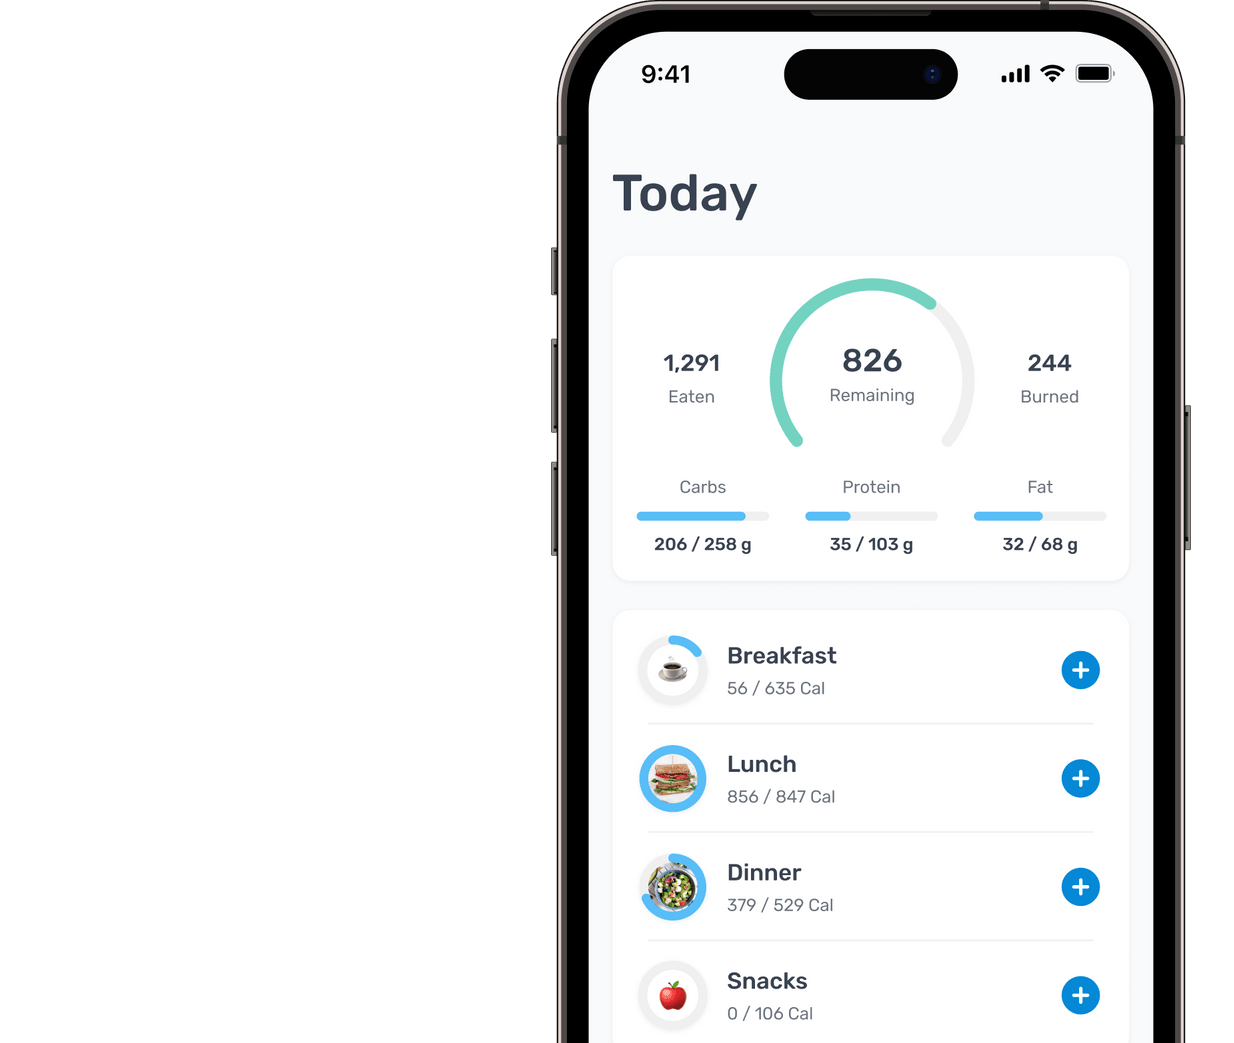 9:41
Today
1,291
Eaten
826
Remaining
244
Burned
Carbs
206 / 258 g
Protein
35 / 103 g
Fat
32 / 68 g
Breakfast
56 / 635 Cal
Lunch
856 / 847 Cal
Dinner
379 / 529 Cal
Snacks
0 / 106 Cal